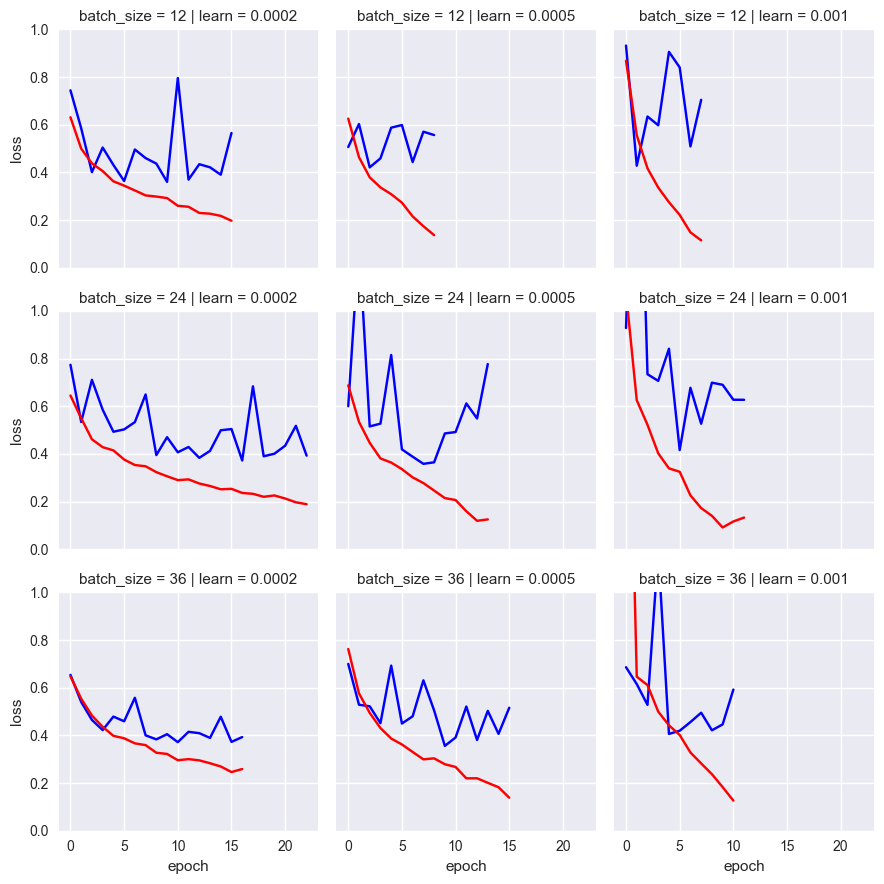 batch_size = 12 | learn = 0.0002
batch_size = 12 | learn = 0.0005
batch_size = 12 | learn = 0.001
1.0
0.8
0.6
0.4
0.2
0.0
loss
batch_size = 24 | learn = 0.0002
batch_size = 24 | learn = 0.0005
batch_size = 24 | learn = 0.001
1.0
0.8
0.6
0.4
0.2
0.0
loss
batch_size = 36 | learn = 0.0002
batch_size = 36 | learn = 0.0005
batch_size = 36 | learn = 0.001
1.0
0.8
0.6
0.4
0.2
0.0
loss
0 5 10 15 20
0 5 10 15 20
0 5 10 15 20
epoch
epoch
epoch